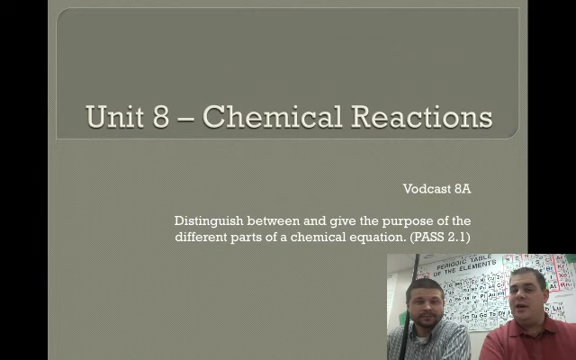 Unit 8 – Chemical Reactions
Vodcast 8A
Distinguish between and give the purpose of the
different parts of a chemical equation. (PASS 2.1)
PERIODIC TABLE
OF THE ELEMENTS